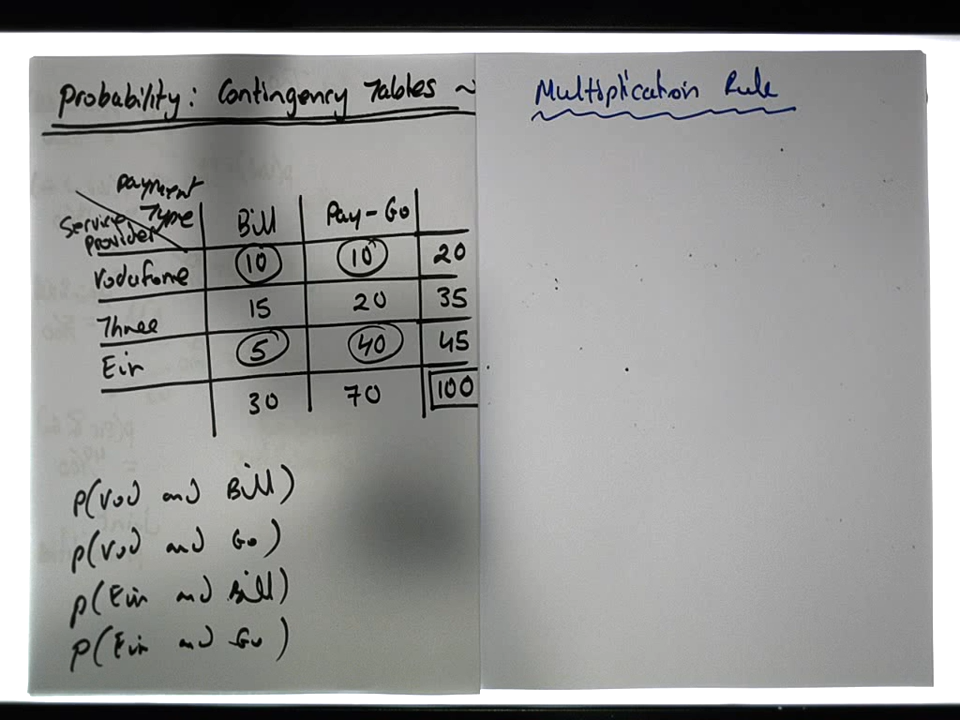 Probability: Contingency Tables ~
Multiplication Rule
Payment
Type
Service
Provider
Bill
Pay-Go
Vodafone
10
10
20
Three
15
20
35
Eir
5
40
45
30
70
100
P(Vod and Bill)
P(Vod and Go)
P(Eir and Bill)
P(Eir and Go)